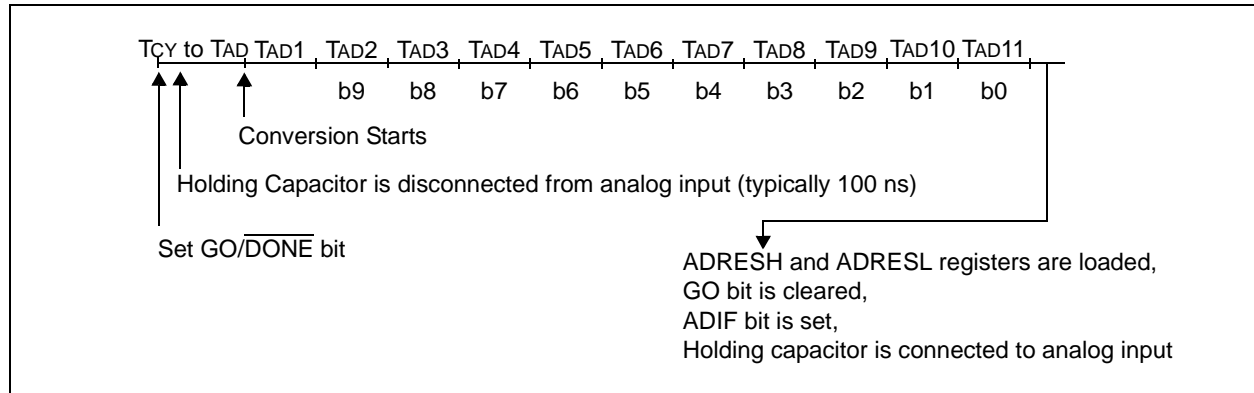 TCY to TAD TAD1 TAD2 TAD3 TAD4 TAD5 TAD6 TAD7 TAD8 TAD9 TAD10 TAD11
b9 b8 b7 b6 b5 b4 b3 b2 b1 b0
Conversion Starts
Holding Capacitor is disconnected from analog input (typically 100 ns)
Set GO/DONE bit
ADRESH and ADRESL registers are loaded,
GO bit is cleared,
ADIF bit is set,
Holding capacitor is connected to analog input